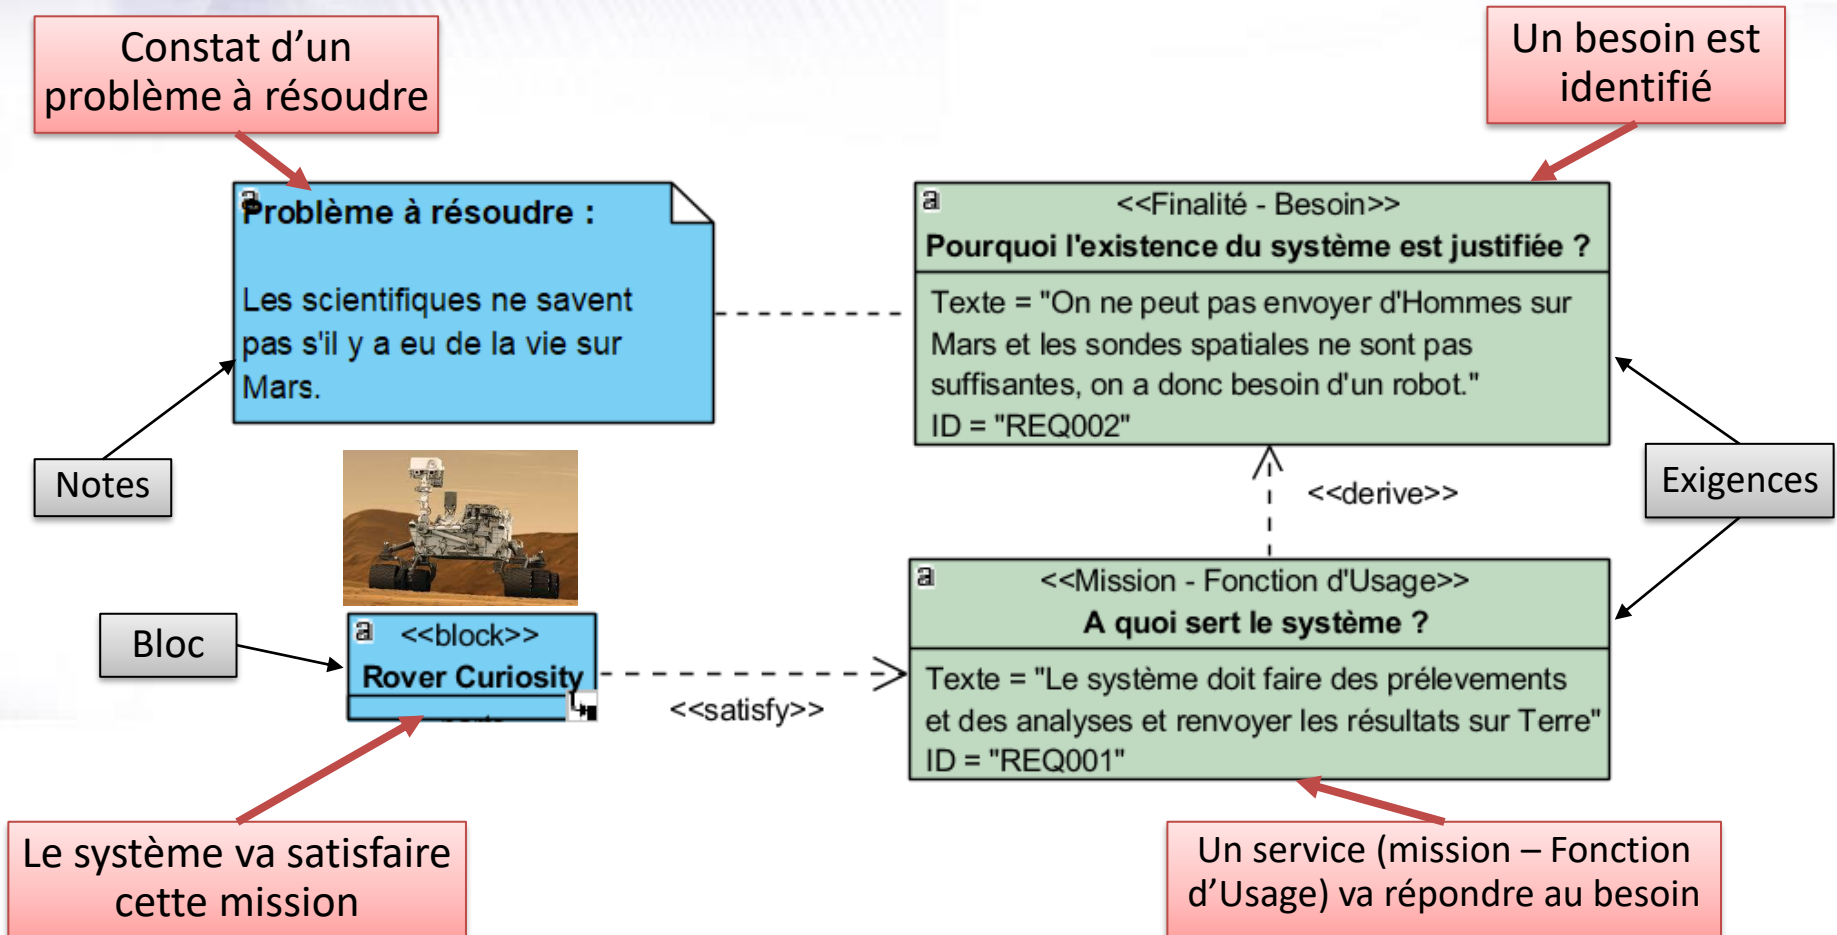 Constat d’un
problème à résoudre
Un besoin est
identifié
Problème à résoudre :
Les scientifiques ne savent
pas s'il y a eu de la vie sur
Mars.
a
<<Finalité - Besoin>>
Pourquoi l'existence du système est justifiée ?
Texte = "On ne peut pas envoyer d'Hommes sur
Mars et les sondes spatiales ne sont pas
suffisantes, on a donc besoin d'un robot."
ID = "REQ002"
Notes
Exigences
<<derive>>
Bloc
a
<<block>>
Rover Curiosity
<<satisfy>>
a
<<Mission - Fonction d'Usage>>
A quoi sert le système ?
Texte = "Le système doit faire des prélevements
et des analyses et renvoyer les résultats sur Terre"
ID = "REQ001"
Le système va satisfaire
cette mission
Un service (mission – Fonction
d’Usage) va répondre au besoin